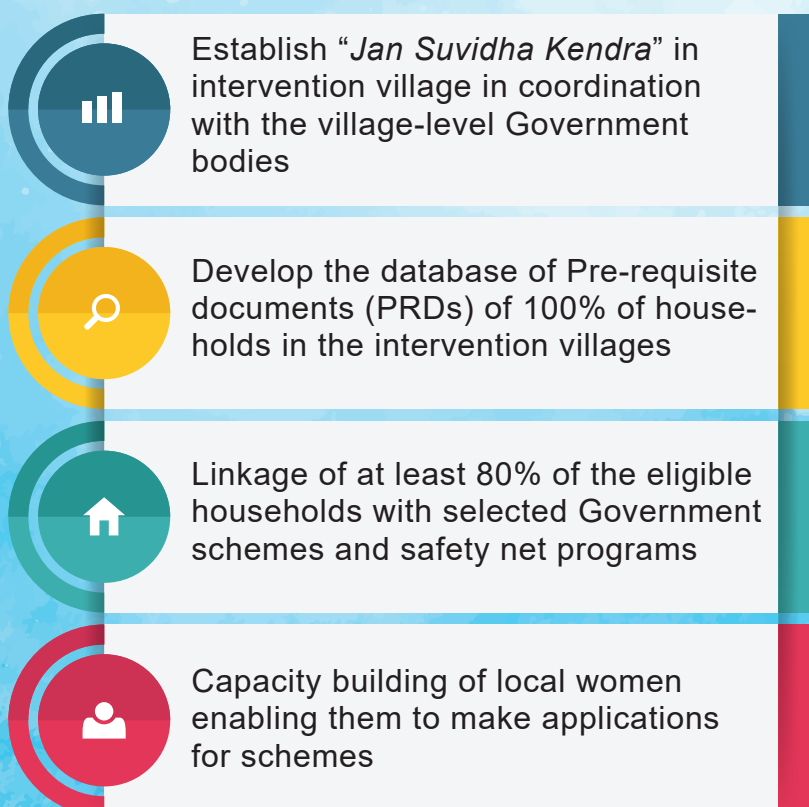 Establish “Jan Suvidha Kendra” in
intervention village in coordination
with the village-level Government
bodies
Develop the database of Pre-requisite
documents (PRDs) of 100% of house-
holds in the intervention villages
Linkage of at least 80% of the eligible
households with selected Government
schemes and safety net programs
Capacity building of local women
enabling them to make applications
for schemes